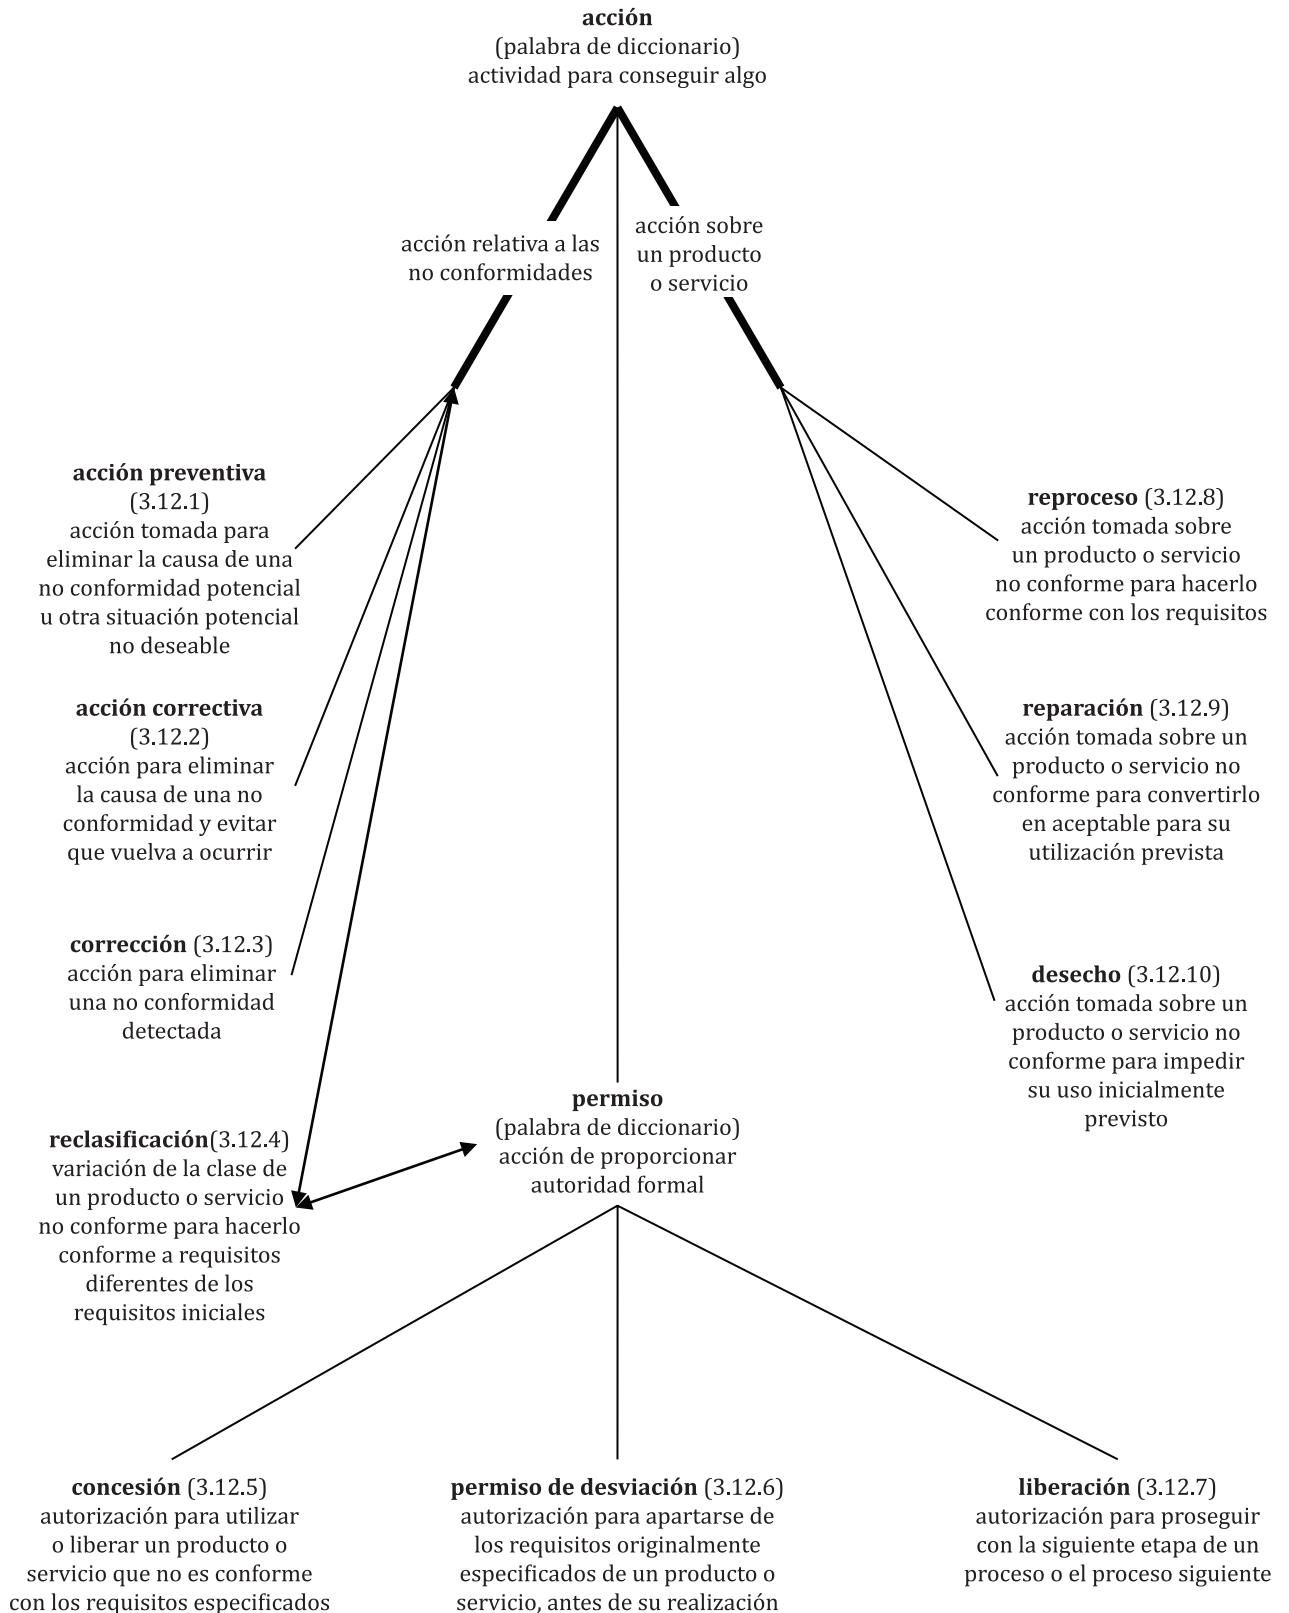 acción
(palabra de diccionario)
actividad para conseguir algo
acción relativa a las
no conformidades
acción sobre
un producto
o servicio
acción preventiva
(3.12.1)
acción tomada para
eliminar la causa de una
no conformidad potencial
u otra situación potencial
no deseable
acción correctiva
(3.12.2)
acción para eliminar
la causa de una no
conformidad y evitar
que vuelva a ocurrir
corrección (3.12.3)
acción para eliminar
una no conformidad
detectada
reclasificación(3.12.4)
variación de la clase de
un producto o servicio
no conforme para hacerlo
conforme a requisitos
diferentes de los
requisitos iniciales
reproceso (3.12.8)
acción tomada sobre
un producto o servicio
no conforme para hacerlo
conforme con los requisitos
reparación (3.12.9)
acción tomada sobre un
producto o servicio no
conforme para convertirlo
en aceptable para su
utilización prevista
desecho (3.12.10)
acción tomada sobre un
producto o servicio no
conforme para impedir
su uso inicialmente
previsto
permiso
(palabra de diccionario)
acción de proporcionar
autoridad formal
concesión (3.12.5)
autorización para utilizar
o liberar un producto o
servicio que no es conforme
con los requisitos especificados
permiso de desviación (3.12.6)
autorización para apartarse de
los requisitos originalmente
especificados de un producto o
servicio, antes de su realización
liberación (3.12.7)
autorización para proseguir
con la siguiente etapa de un
proceso o el proceso siguiente